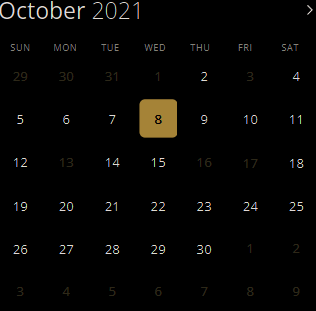 October 2021
SUN MON TUE WED THU FRI SAT
29 30 31 1 2 3 4
5 6 7 8 9 10 11
12 13 14 15 16 17 18
19 20 21 22 23 24 25
26 27 28 29 30 1 2
3 4 5 6 7 8 9